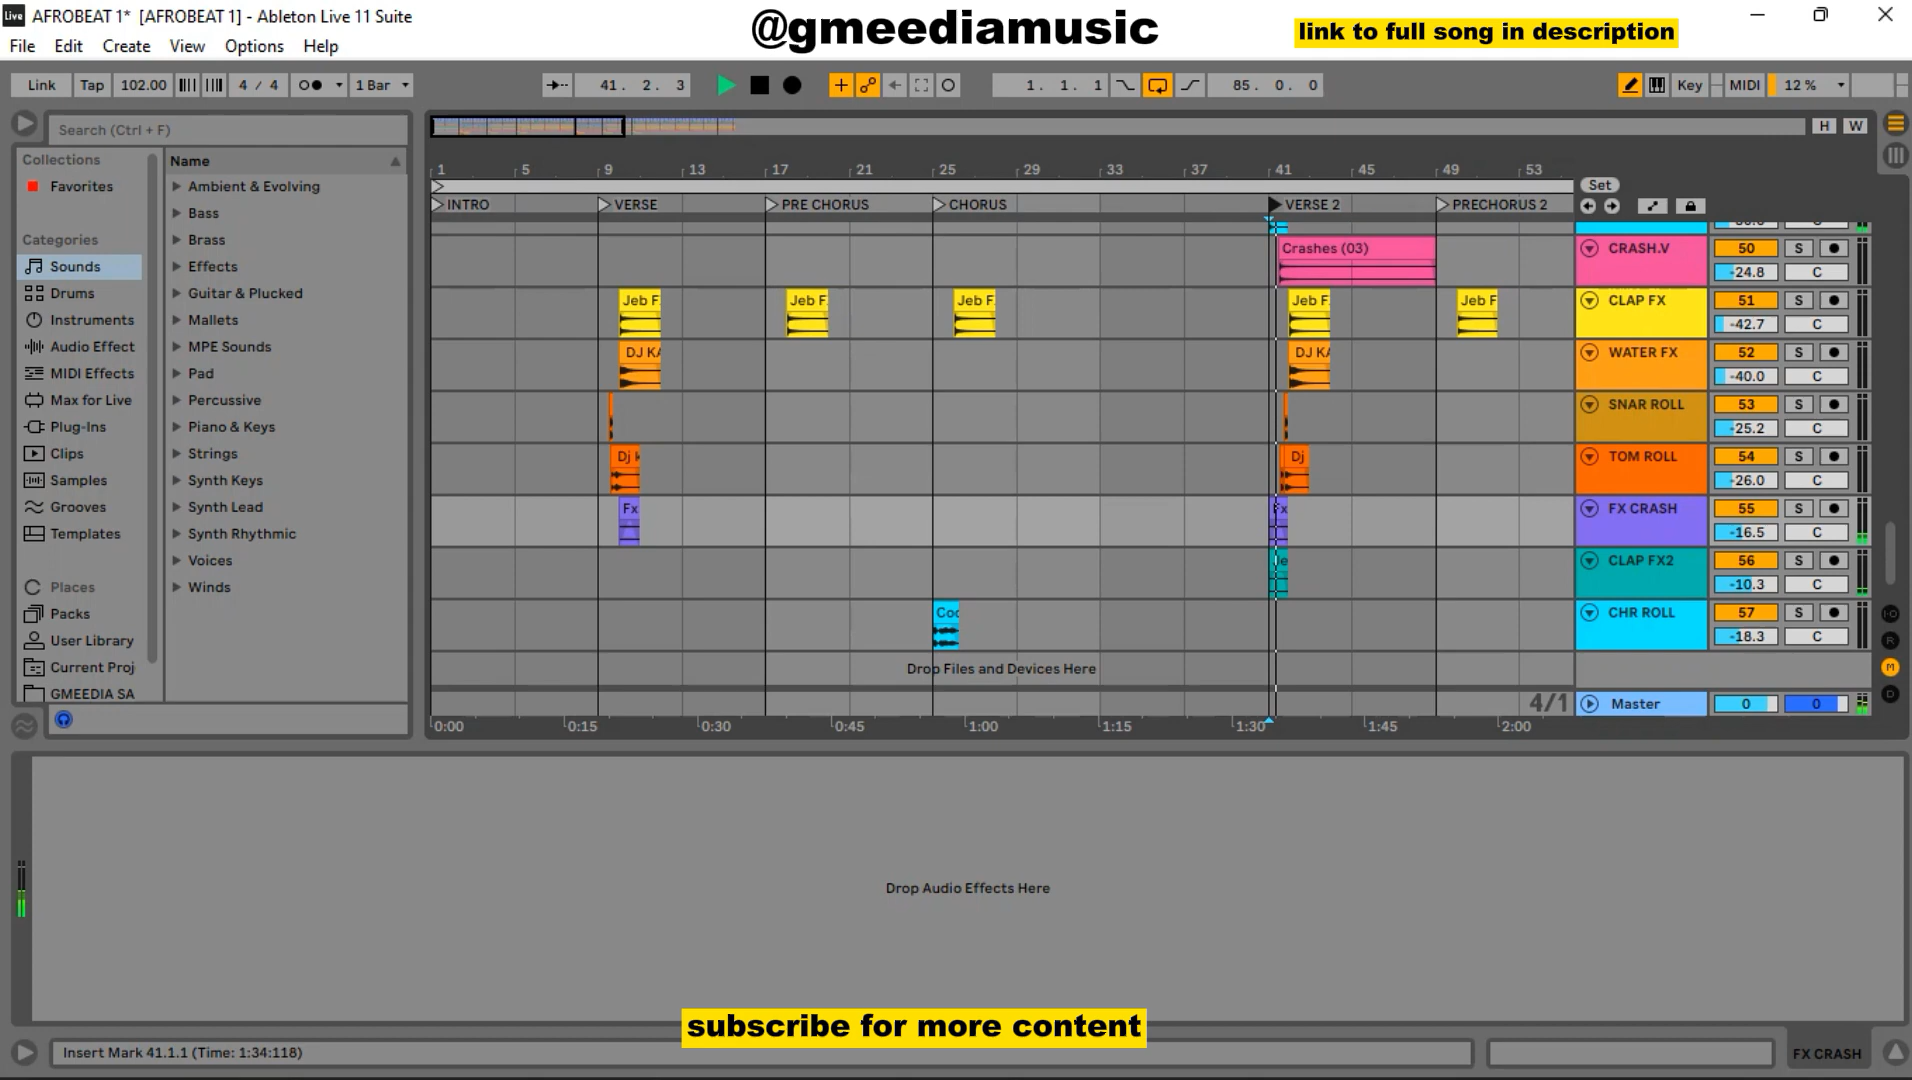 AFROBEAT 1*  [AFROBEAT 1] - Ableton Live 11 Suite
@gmeediamusic
link to full song in description
File Edit Create View Options Help
Link Tap 102.00 4 / 4 1 Bar 41. 2. 3 1. 1. 1 85. 0. 0 Key MIDI 12 %
Search (Ctrl + F)
H W
Collections
Favorites
Categories
Sounds
Drums
Instruments
Audio Effect
MIDI Effects
Max for Live
Plug-Ins
Clips
Samples
Grooves
Templates
Places
Packs
User Library
Current Proj
GMEEDIA SA
Name
Ambient & Evolving
Bass
Brass
Effects
Guitar & Plucked
Mallets
MPE Sounds
Pad
Percussive
Piano & Keys
Strings
Synth Keys
Synth Lead
Synth Rhythmic
Voices
Winds
1 5 9 13 17 21 25 29 33 37 41 45 49 53
Set
INTRO VERSE PRE CHORUS CHORUS VERSE 2 PRECHORUS 2
Crashes (03) CRASH.V 50 S
-24.8 C
Jeb F Jeb F Jeb F Jeb F Jeb F CLAP FX 51 S
-42.7 C
DJ KA DJ KA WATER FX 52 S
-40.0 C
SNAR ROLL 53 S
-25.2 C
Dj k Dj TOM ROLL 54 S
-26.0 C
Fx Fx FX CRASH 55 S
-16.5 C
CLAP FX2 56 S
-10.3 C
Coo CHR ROLL 57 S
-18.3 C
Drop Files and Devices Here
4/1 Master 0 0
0:00 0:15 0:30 0:45 1:00 1:15 1:30 1:45 2:00
Drop Audio Effects Here
subscribe for more content
Insert Mark 41.1.1 (Time: 1:34:118)
FX CRASH